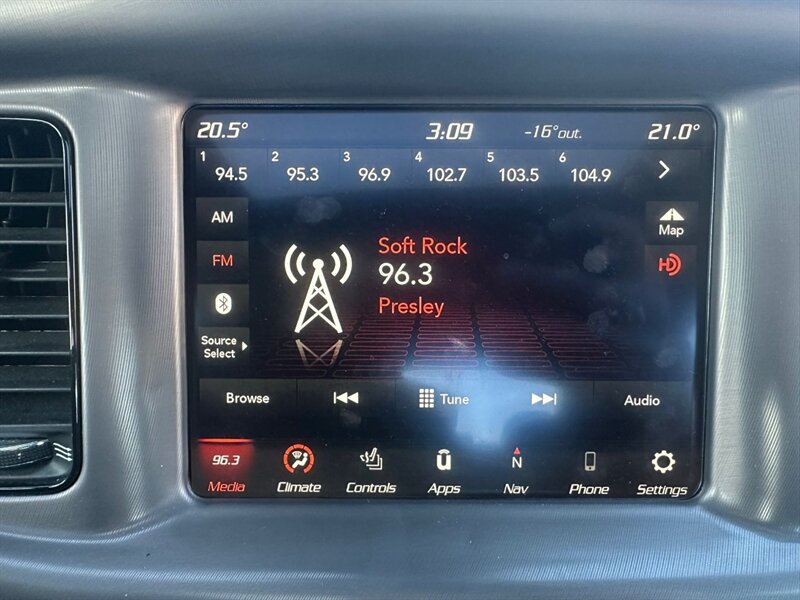 20.5° 3:09 -16°out. 21.0°
1 2 3 4 5 6
94.5 95.3 96.9 102.7 103.5 104.9
AM
Map
FM
HD
Soft Rock
96.3
Presley
Source
Select
Browse Tune Audio
96.3 N
Media Climate Controls Apps Nav Phone Settings